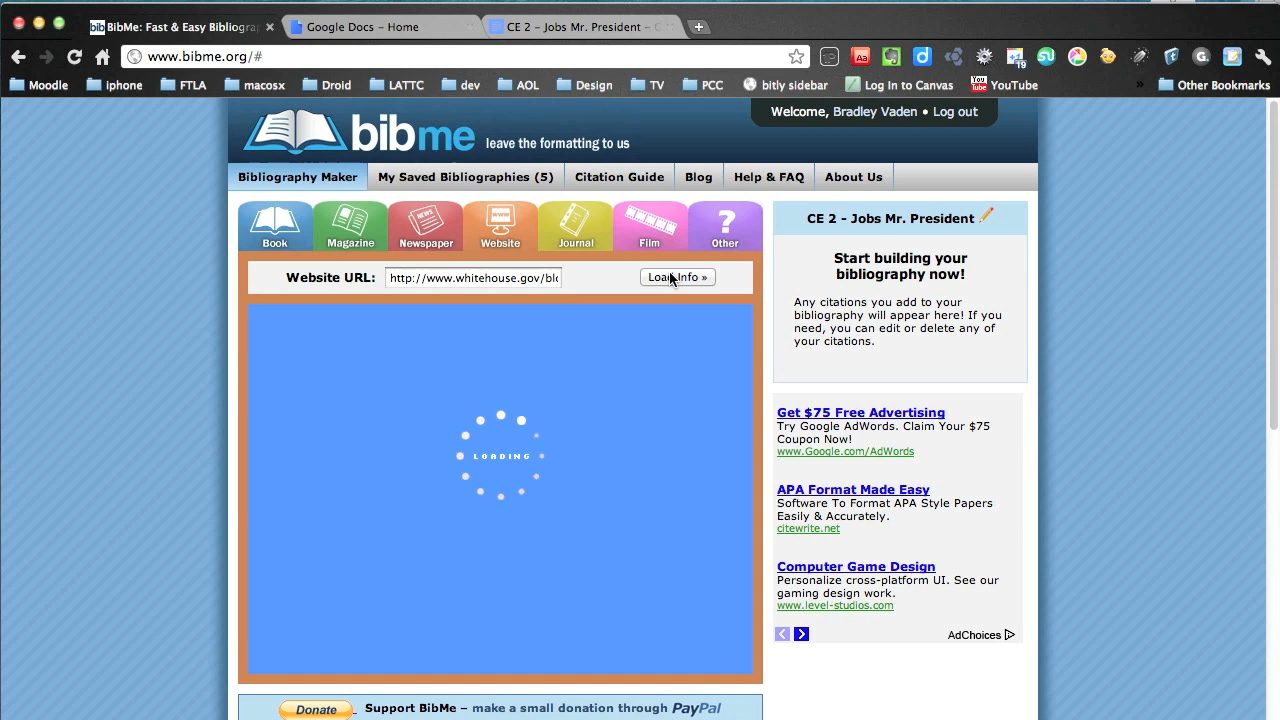 BibMe: Fast & Easy Bibliograp
Google Docs - Home
CE 2 - Jobs Mr. President -
www.bibme.org/#
Aa
19
Moodle
iphone
FTLA
macosx
Droid
LATTC
dev
AOL
Design
TV
PCC
bitly sidebar
Log In to Canvas
You Tube
YouTube
»
Other Bookmarks
bibme leave the formatting to us
Welcome, Bradley Vaden • Log out
Bibliography Maker
My Saved Bibliographies (5)
Citation Guide
Blog
Help & FAQ
About Us
Book
Magazine
NEWS
Newspaper
Website
Journal
Film
?
Other
Website URL: http://www.whitehouse.gov/blo
Load Info »
LOADING
CE 2 - Jobs Mr. President
Start building your
bibliography now!
Any citations you add to your
bibliography will appear here! If you
need, you can edit or delete any of
your citations.
Get $75 Free Advertising
Try Google AdWords. Claim Your $75
Coupon Now!
www.Google.com/AdWords
APA Format Made Easy
Software To Format APA Style Papers
Easily & Accurately.
citewrite.net
Computer Game Design
Personalize cross-platform UI. See our
gaming design work.
www.level-studios.com
AdChoices
Donate
Support BibMe – make a small donation through PayPal